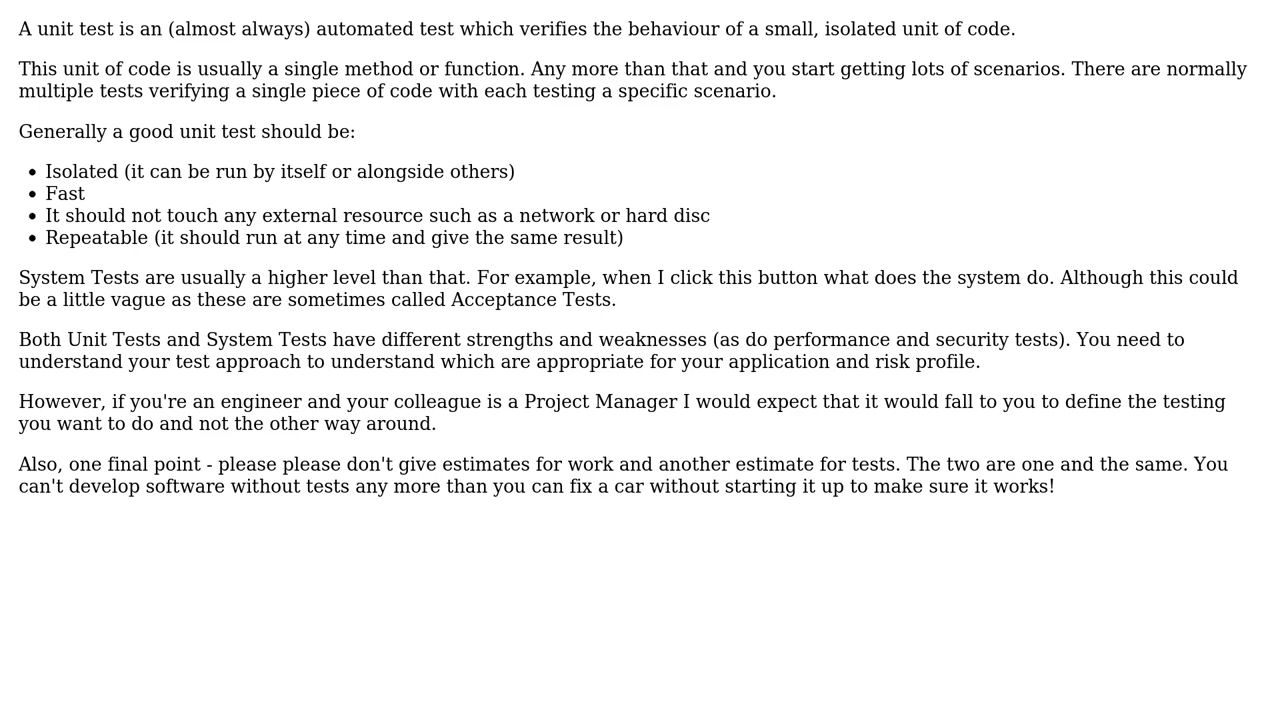 A unit test is an (almost always) automated test which verifies the behaviour of a small, isolated unit of code.
This unit of code is usually a single method or function. Any more than that and you start getting lots of scenarios. There are normally
multiple tests verifying a single piece of code with each testing a specific scenario.
Generally a good unit test should be:
• Isolated (it can be run by itself or alongside others)
• Fast
• It should not touch any external resource such as a network or hard disc
• Repeatable (it should run at any time and give the same result)
System Tests are usually a higher level than that. For example, when I click this button what does the system do. Although this could
be a little vague as these are sometimes called Acceptance Tests.
Both Unit Tests and System Tests have different strengths and weaknesses (as do performance and security tests). You need to
understand your test approach to understand which are appropriate for your application and risk profile.
However, if you're an engineer and your colleague is a Project Manager I would expect that it would fall to you to define the testing
you want to do and not the other way around.
Also, one final point - please please don't give estimates for work and another estimate for tests. The two are one and the same. You
can't develop software without tests any more than you can fix a car without starting it up to make sure it works!